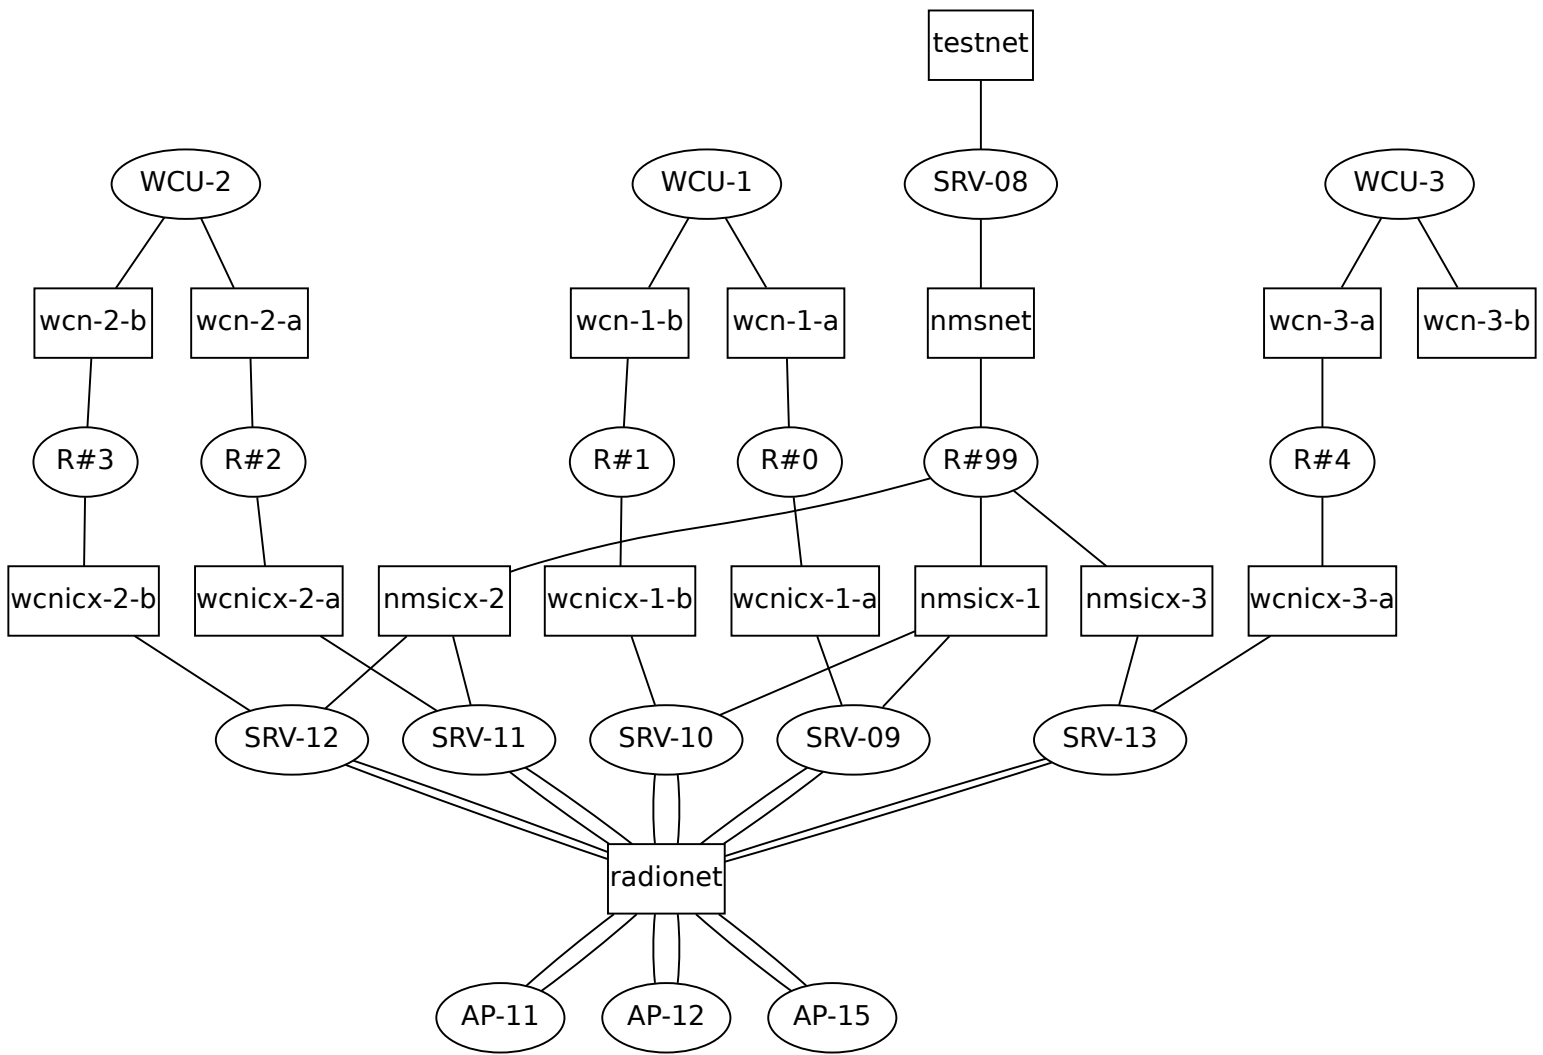 testnet
WCU-2
WCU-1
SRV-08
WCU-3
wcn-2-b
wcn-2-a
wcn-1-b
wcn-1-a
nmsnet
wcn-3-a
wcn-3-b
R#3
R#2
R#1
R#0
R#99
R#4
wcnicx-2-b
wcnicx-2-a
nmsicx-2
wcnicx-1-b
wcnicx-1-a
nmsicx-1
nmsicx-3
wcnicx-3-a
SRV-12
SRV-11
SRV-10
SRV-09
SRV-13
radionet
AP-11
AP-12
AP-15